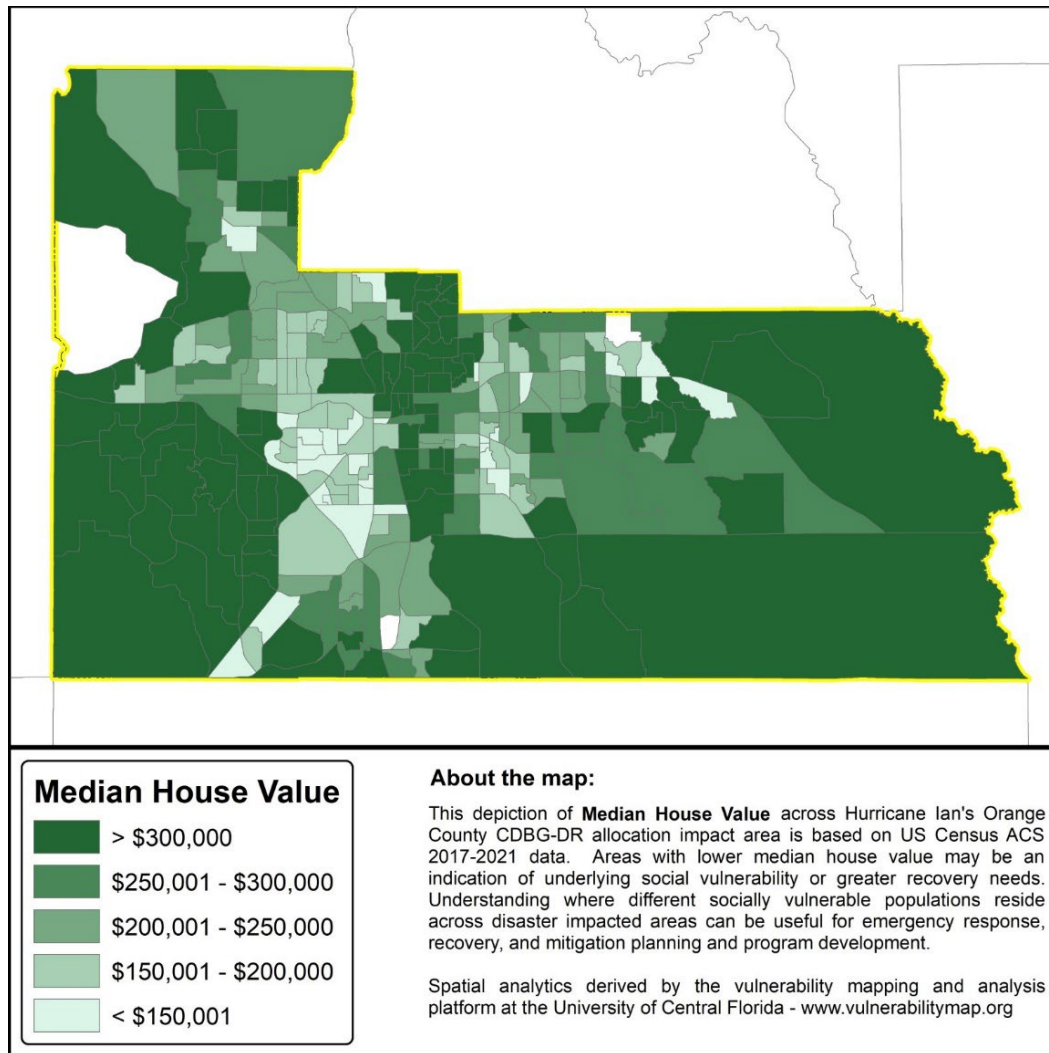 Median House Value
> $300,000
$250,001 - $300,000
$200,001 - $250,000
$150,001 - $200,000
< $150,001
About the map:
This depiction of Median House Value across Hurricane Ian's Orange
County CDBG-DR allocation impact area is based on US Census ACS
2017-2021 data. Areas with lower median house value may be an
indication of underlying social vulnerability or greater recovery needs.
Understanding where different socially vulnerable populations reside
across disaster impacted areas can be useful for emergency response,
recovery, and mitigation planning and program development.
Spatial analytics derived by the vulnerability mapping and analysis
platform at the University of Central Florida - www.vulnerabilitymap.org